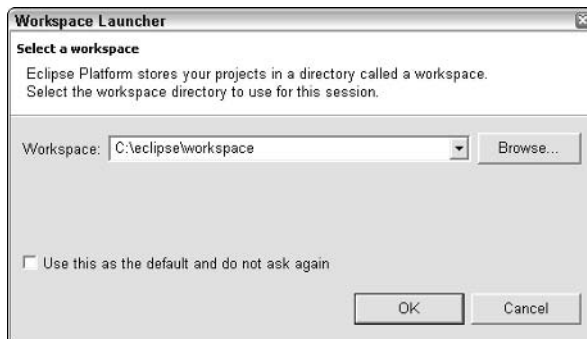 Workspace Launcher
Select a workspace
Eclipse Platform stores your projects in a directory called a workspace.
Select the workspace directory to use for this session.
Workspace: C:\eclipse\workspace Browse...
Use this as the default and do not ask again
OK Cancel